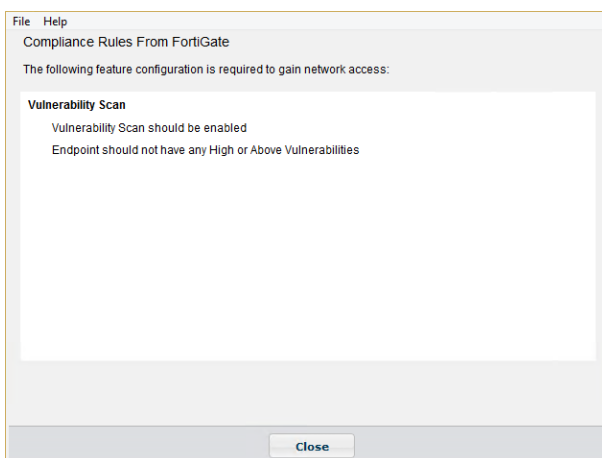 File Help
Compliance Rules From FortiGate
The following feature configuration is required to gain network access:
Vulnerability Scan
Vulnerability Scan should be enabled
Endpoint should not have any High or Above Vulnerabilities
Close